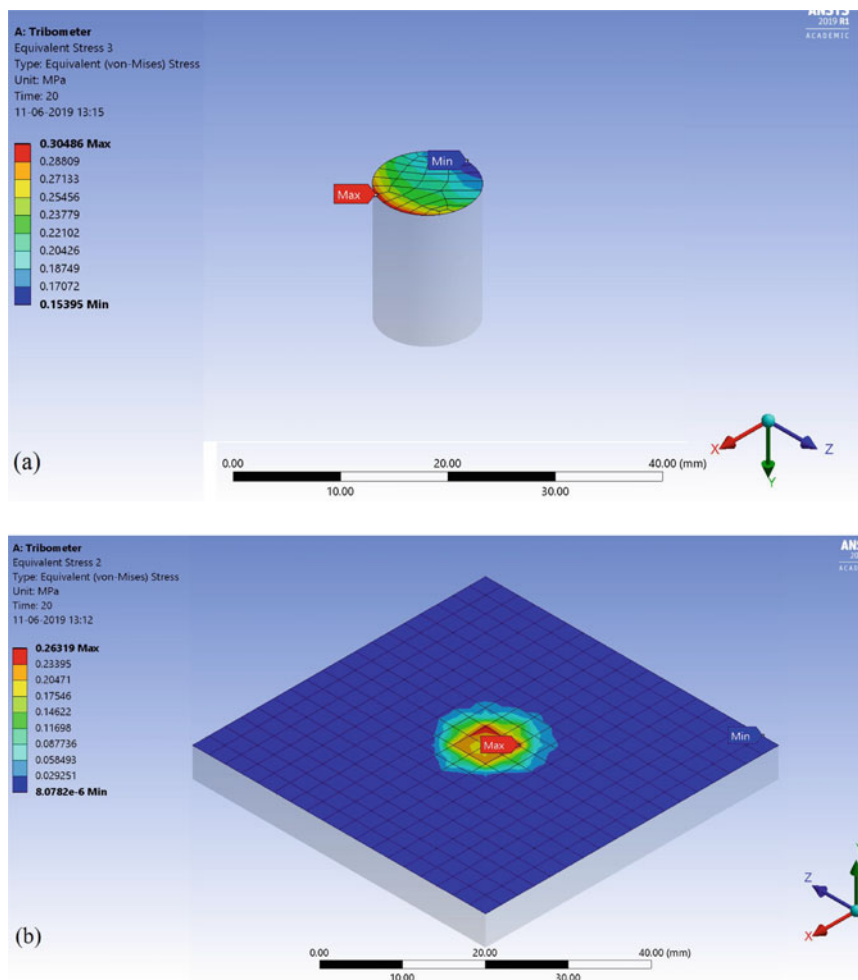 ANSYS
2019 R1
ACADEMIC
A: Tribometer
Equivalent Stress 3
Type: Equivalent (von-Mises) Stress
Unit: MPa
Time: 20
11-06-2019 13:15
0.30486 Max
0.28809
0.27133
0.25456
0.23779
0.22102
0.20426
0.18749
0.17072
0.15395 Min
Min
Max
X
Y
Z
(a)
0.00 20.00 40.00 (mm)
10.00 30.00
A: Tribometer
Equivalent Stress 2
Type: Equivalent (von-Mises) Stress
Unit: MPa
Time: 20
11-06-2019 13:12
0.26319 Max
0.23395
0.20471
0.17546
0.14622
0.11698
0.087736
0.058493
0.029251
8.0782e-6 Min
Max
Min
Z
X
(b)
0.00 20.00 40.00 (mm)
10.00 30.00